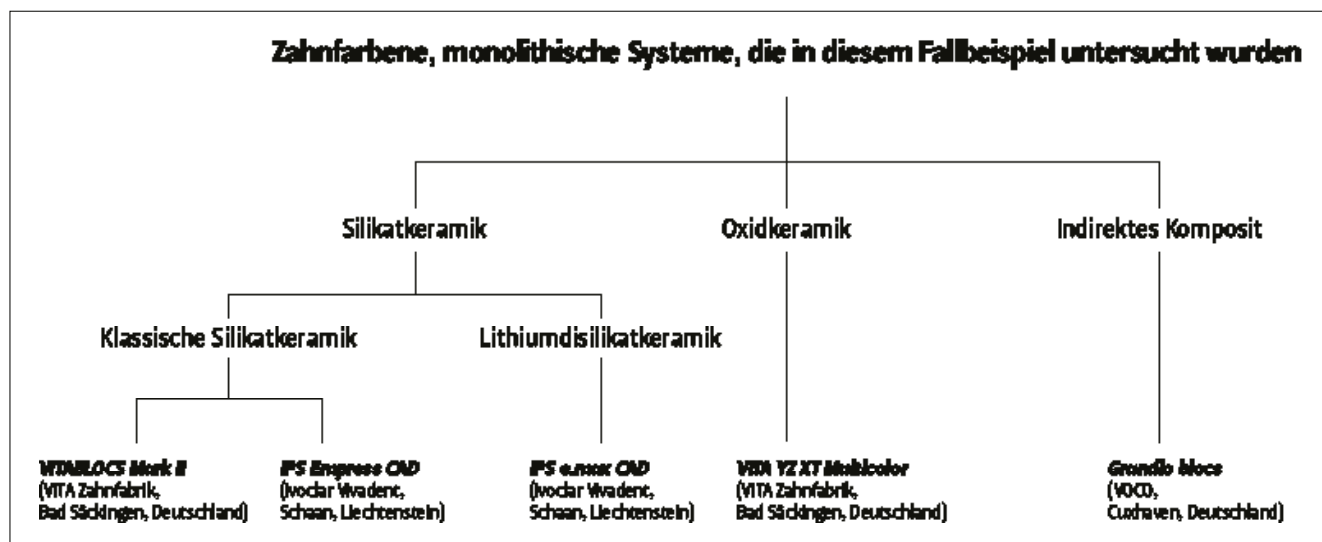 Zahnfarbene, monolithische Systeme, die in diesem Fallbeispiel untersucht wurden
Silikatkeramik
Oxidkeramik
Indirektes Komposit
Klassische Silikatkeramik
Lithiumdisilikatkeramik
VITABLOCS Mark II
(VITA Zahnfabrik,
Bad Säckingen, Deutschland)
IPS Empress CAD
(Ivoclar Vivadent,
Schaan, Liechtenstein)
IPS e.max CAD
(Ivoclar Vivadent,
Schaan, Liechtenstein)
VITA YZ XT Multicolor
(VITA Zahnfabrik,
Bad Säckingen, Deutschland)
Grandio blocs
(VOCO,
Cuxhaven, Deutschland)